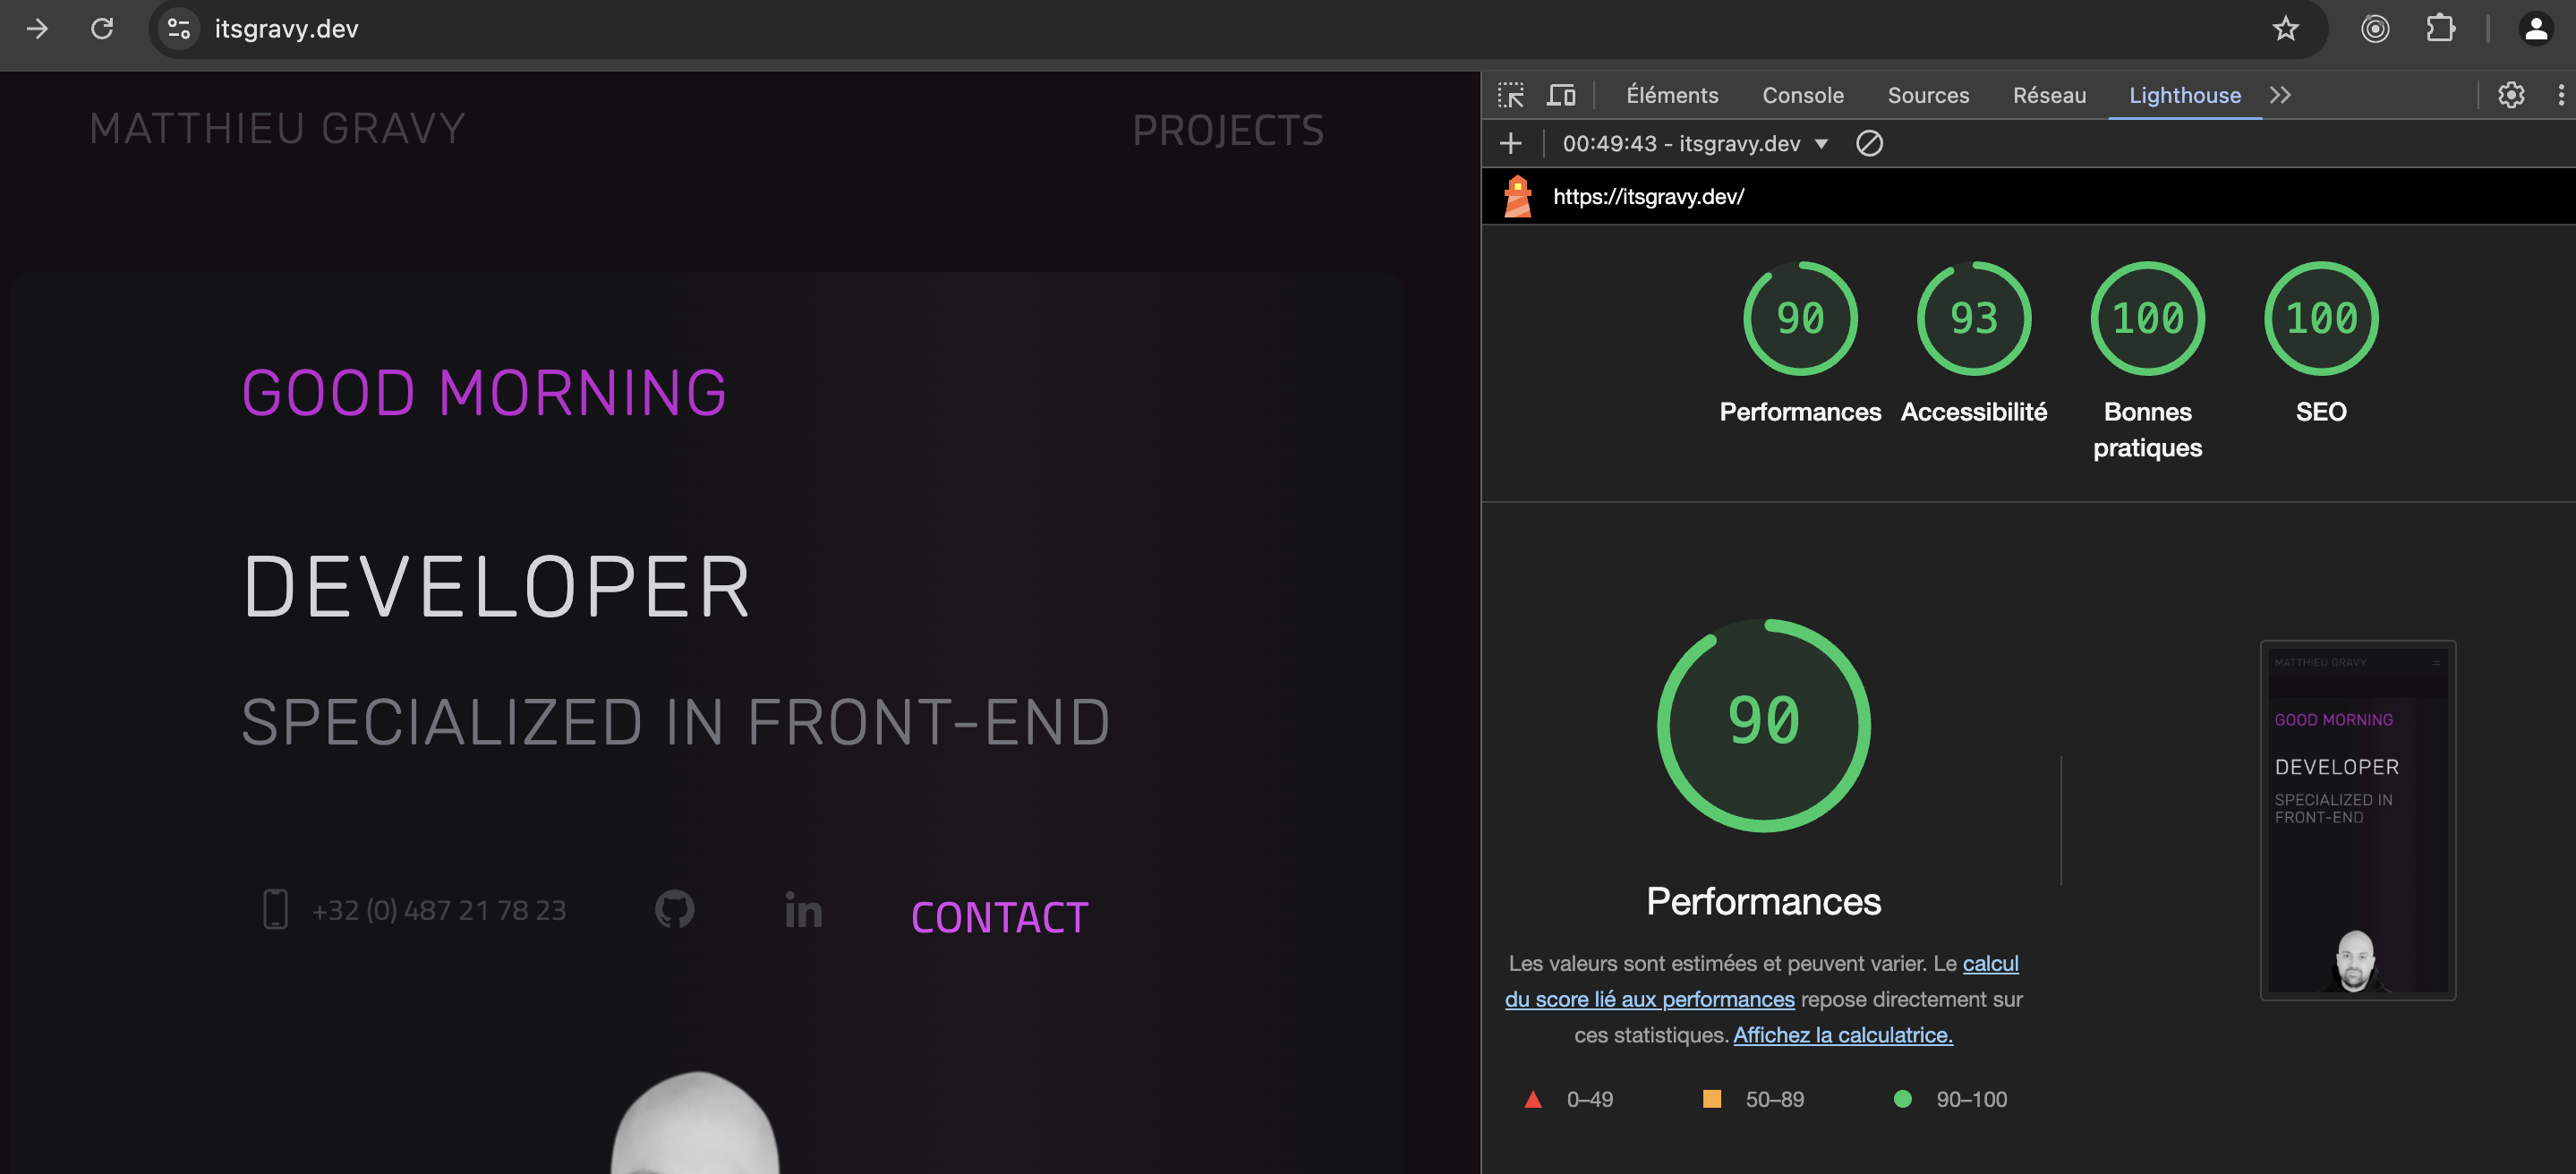 itsgravy.dev
MATTHIEU GRAVY
PROJECTS
GOOD MORNING
DEVELOPER
SPECIALIZED IN FRONT-END
+32 (0) 487 21 78 23
in
CONTACT
Éléments
Console
Sources
Réseau
Lighthouse
00:49:43 - itsgravy.dev
https://itsgravy.dev/
90
93
100
100
Performances
Accessibilité
Bonnes
pratiques
SEO
90
Performances
Les valeurs sont estimées et peuvent varier. Le calcul
du score lié aux performances repose directement sur
ces statistiques. Affichez la calculatrice.
0–49
50–89
90–100
MATTHIEU GRAVY
GOOD MORNING
DEVELOPER
SPECIALIZED IN
FRONT-END